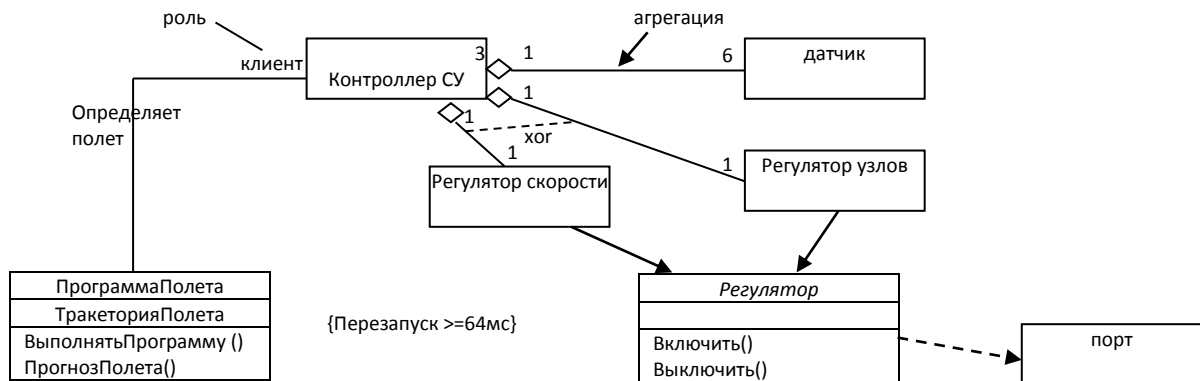 роль
агрегация
клиент
3
1
6
датчик
Контроллер СУ
1
Определяет
полет
1
xor
1
1
Регулятор скорости
Регулятор узлов
ПрограммаПолета
ТракеторияПолета
ВыполнятьПрограмму ()
ПрогнозПолета()
{Перезапуск >=64мс}
Регулятор
Включить()
Выключить()
порт